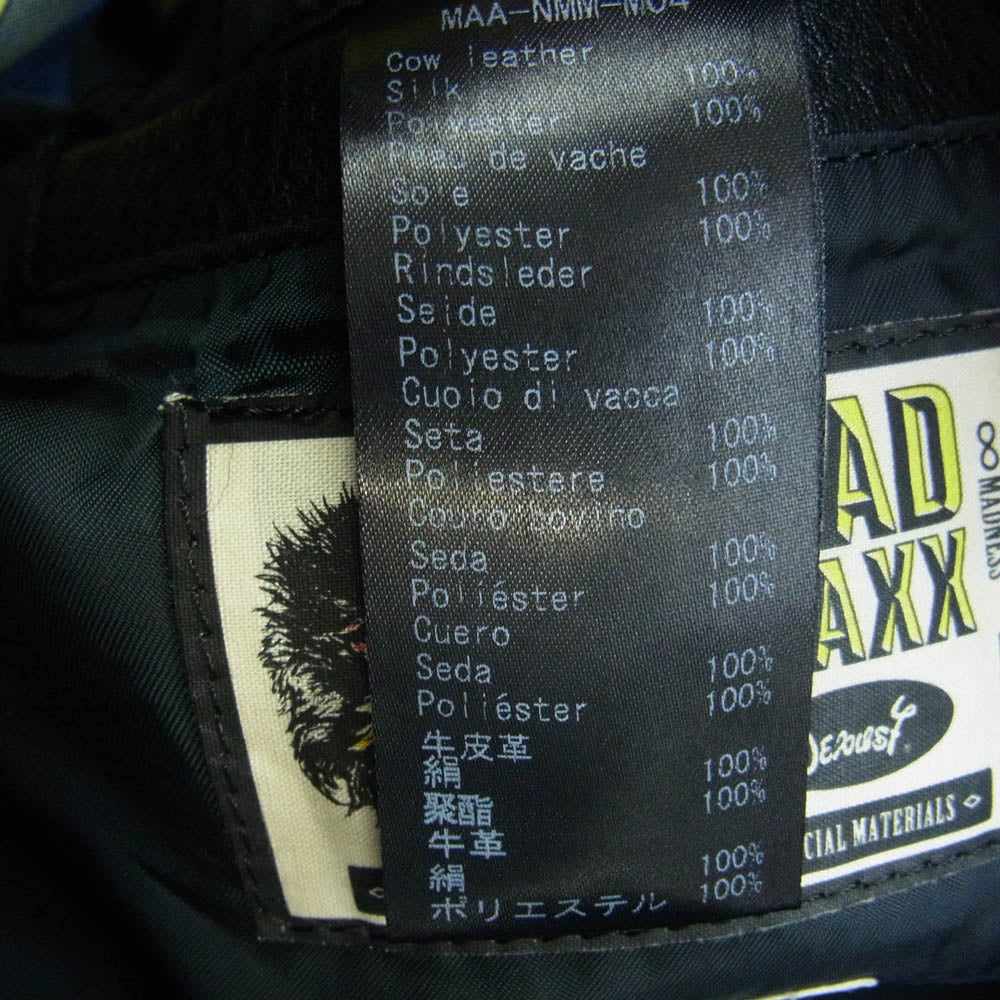 MAA-NMM-M04
Cow leather
Silk 100%
Polyester 100%
Peau de vache
Soie 100%
Polyester 100%
Rindsleder
Seide 100%
Polyester 100%
Cuoio di vacca
Seta 100%
Poliestere 100%
Couro bovino
Seda 100%
Poliéster 100%
Cuero
Seda 100%
Poliéster 100%
牛皮革
絹 100%
聚酯 100%
牛革
絹 100%
ポリエステル 100%
AD
AXX
& MADNESS
CIAL MATERIALS